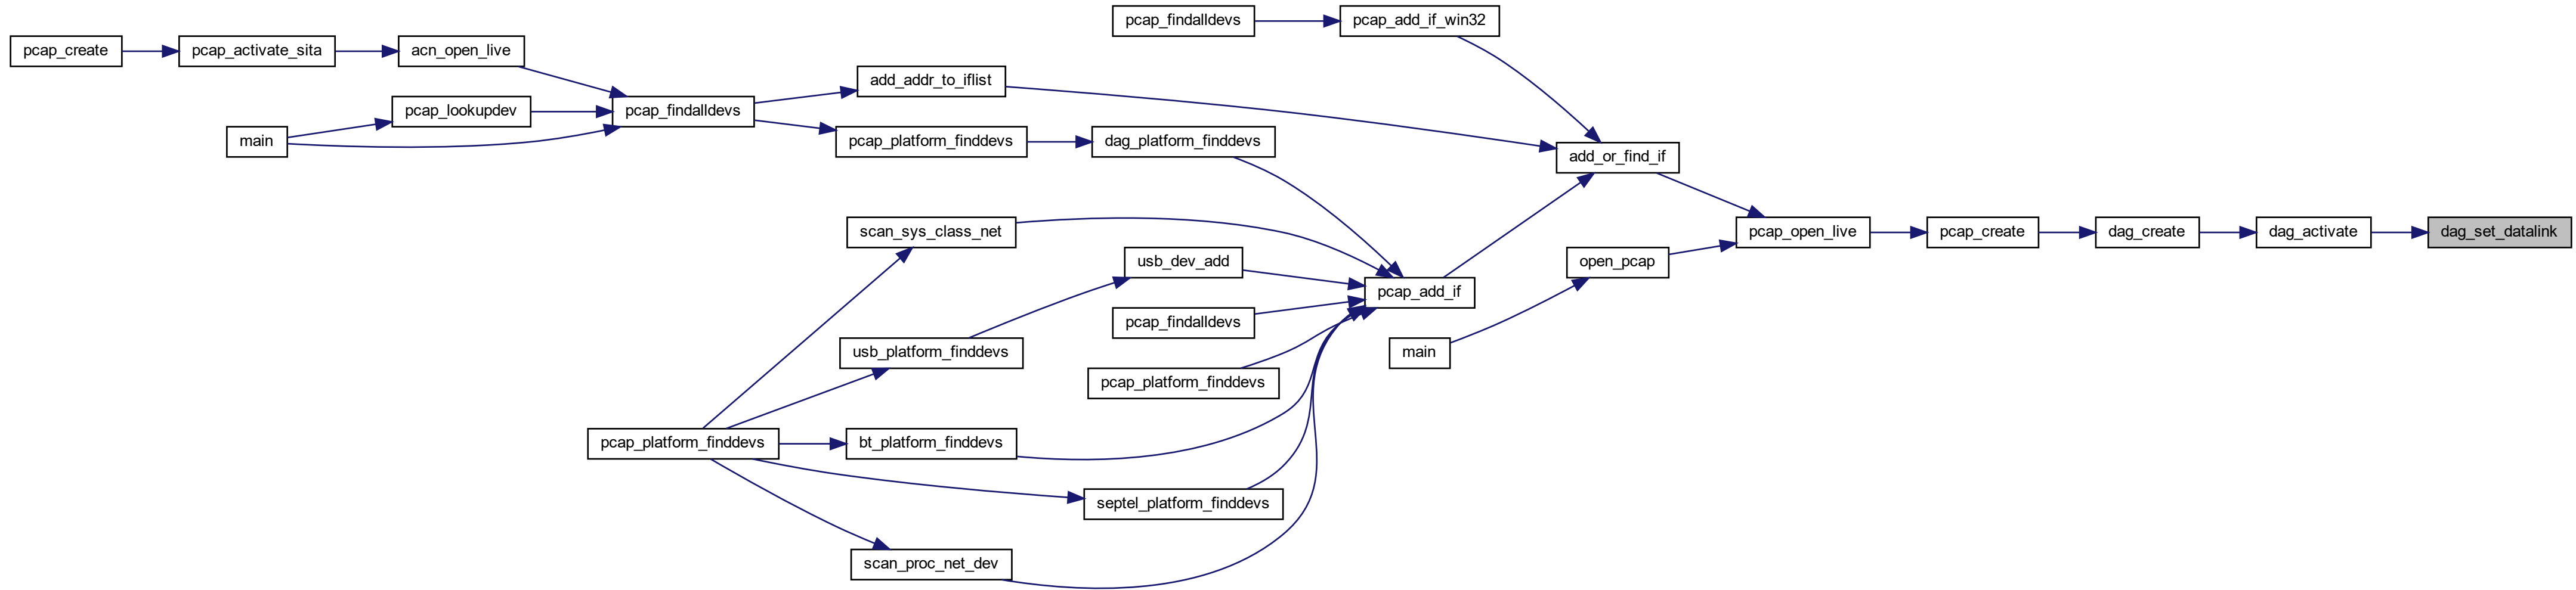 pcap_findalldevs
pcap_add_if_win32
pcap_create
pcap_activate_sita
acn_open_live
add_addr_to_iflist
pcap_lookupdev
pcap_findalldevs
main
pcap_platform_finddevs
dag_platform_finddevs
add_or_find_if
scan_sys_class_net
pcap_open_live
pcap_create
dag_create
dag_activate
dag_set_datalink
usb_dev_add
open_pcap
pcap_add_if
pcap_findalldevs
usb_platform_finddevs
main
pcap_platform_finddevs
pcap_platform_finddevs
bt_platform_finddevs
septel_platform_finddevs
scan_proc_net_dev